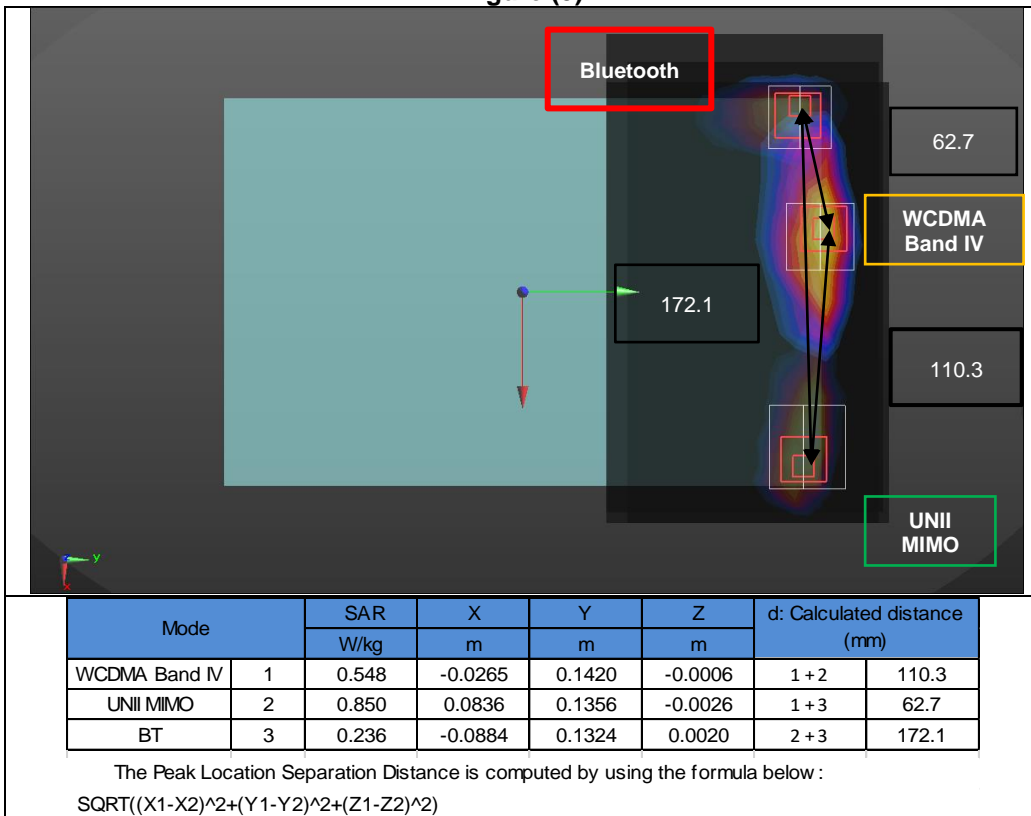 Bluetooth
62.7
WCDMA
Band IV
172.1
110.3
UNII
MIMO
y
x
Mode SAR X Y Z d: Calculated distance
(mm)
W/kg m m m
WCDMA Band IV 1 0.548 -0.0265 0.1420 -0.0006 1 + 2 110.3
UNII MIMO 2 0.850 0.0836 0.1356 -0.0026 1 + 3 62.7
BT 3 0.236 -0.0884 0.1324 0.0020 2 + 3 172.1
The Peak Location Separation Distance is computed by using the formula below :
SQRT((X1-X2)^2+(Y1-Y2)^2+(Z1-Z2)^2)